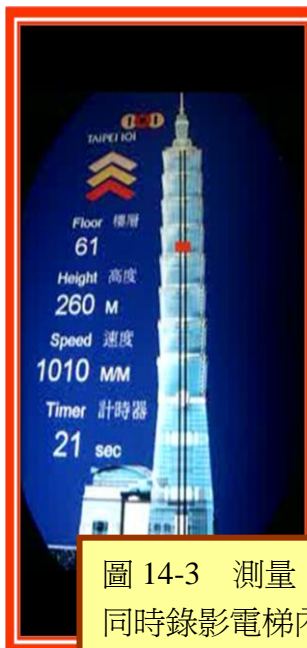 TAIPEI 101
Floor 樓層
61
Height 高度
260 M
Speed 速度
1010 M/M
Timer 計時器
21 sec
圖 14-3 測量
同時錄影電梯內